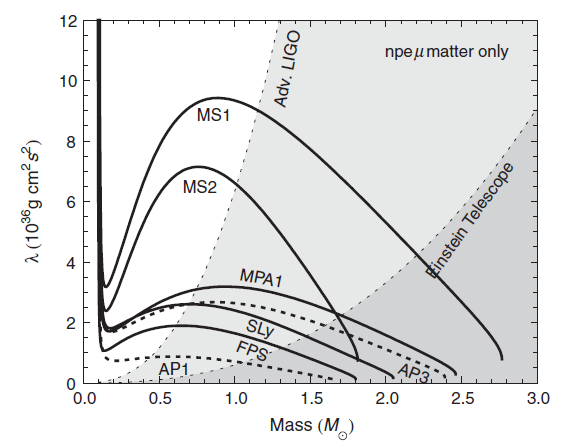 12
10
8
6
4
2
0
λ (10³⁶g cm² s²)
npeμ matter only
Adv. LIGO
MS1
MS2
Einstein Telescope
MPA1
SLy
FPS
AP1
AP3
0.0 0.5 1.0 1.5 2.0 2.5 3.0
Mass (M☉)